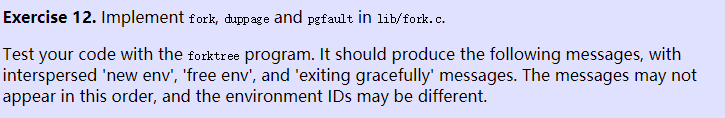 Exercise 12. Implement fork, duppage and pgfault in lib/fork.c.
Test your code with the forktree program. It should produce the following messages, with
interspersed 'new env', 'free env', and 'exiting gracefully' messages. The messages may not
appear in this order, and the environment IDs may be different.